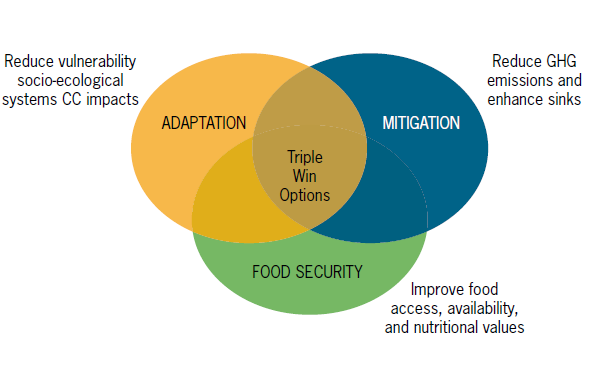 Reduce vulnerability
socio-ecological
systems CC impacts
Reduce GHG
emissions and
enhance sinks
ADAPTATION
MITIGATION
Triple
Win
Options
FOOD SECURITY
Improve food
access, availability,
and nutritional values